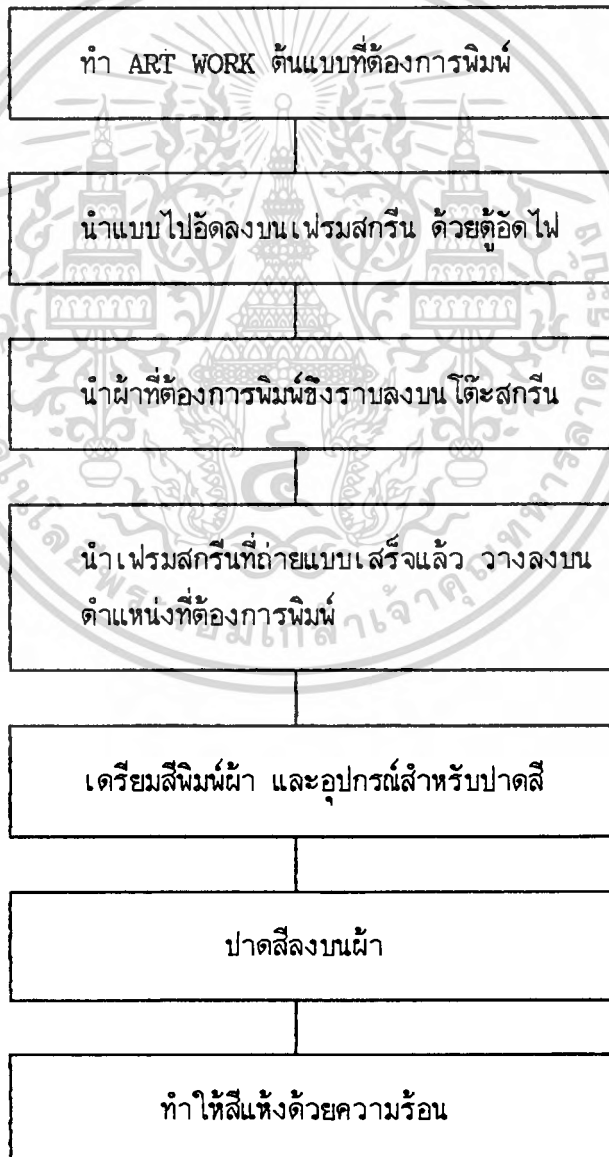 ทำ ART WORK ต้นแบบที่ต้องการพิมพ์
นำแบบไปอัดลงบนเฟรมสกรีน ด้วยตู้อัดไฟ
นำผ้าที่ต้องการพิมพ์ขึงราบลงบนโต๊ะสกรีน
นำเฟรมสกรีนที่ถ่ายแบบเสร็จแล้ว วางลงบน
ตำแหน่งที่ต้องการพิมพ์
เตรียมสีพิมพ์ผ้า และอุปกรณ์สำหรับปาดสี
ปาดสีลงบนผ้า
ทำให้สีแห้งด้วยความร้อน